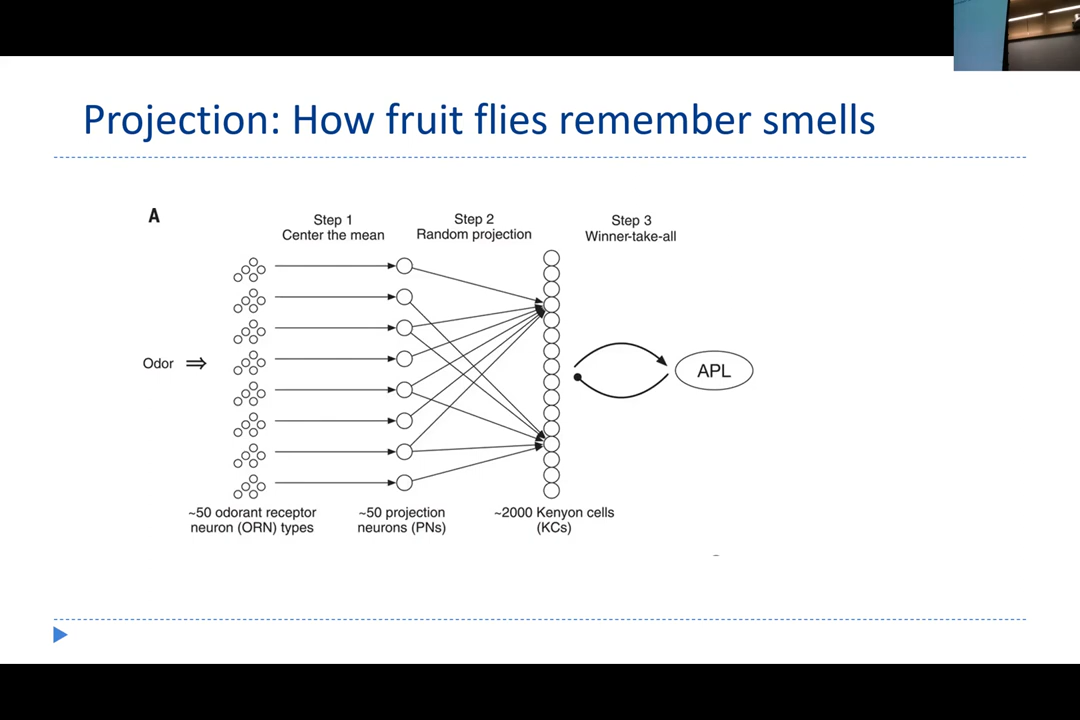 Projection: How fruit flies remember smells
A
Step 1
Center the mean
Step 2
Random projection
Step 3
Winner-take-all
Odor ⇒
APL
~50 odorant receptor
neuron (ORN) types
~50 projection
neurons (PNs)
~2000 Kenyon cells
(KCs)